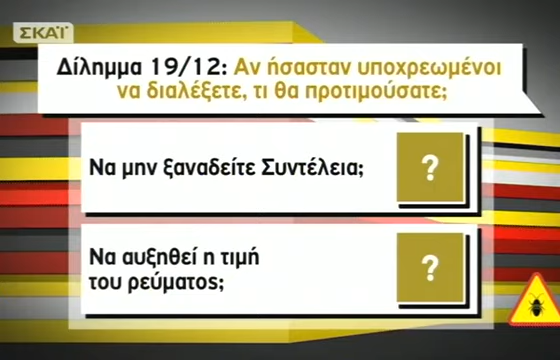 ΣΚΑΪ
Δίλημμα 19/12: Αν ήσασταν υποχρεωμένοι
να διαλέξετε, τι θα προτιμούσατε;
Να μην ξαναδείτε Συντέλεια;
?
Να αυξηθεί η τιμή
του ρεύματος;
?